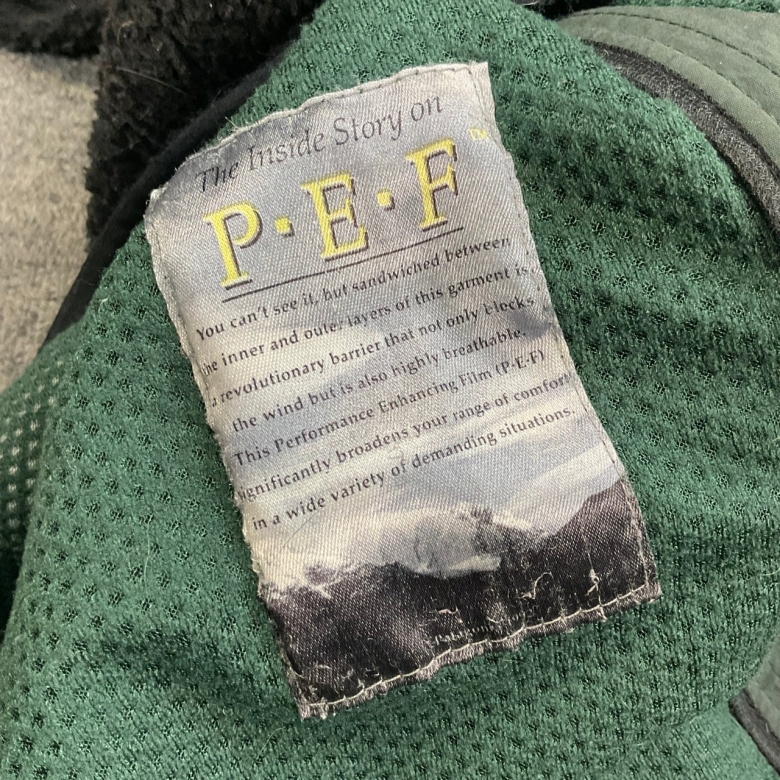 The Inside Story on
P·E·F™
You can't see it, but sandwiched between
the inner and outer layers of this garment is
a revolutionary barrier that not only blocks
the wind but is also highly breathable.
This Performance Enhancing Film (P·E·F)
significantly broadens your range of comfort
in a wide variety of demanding situations.